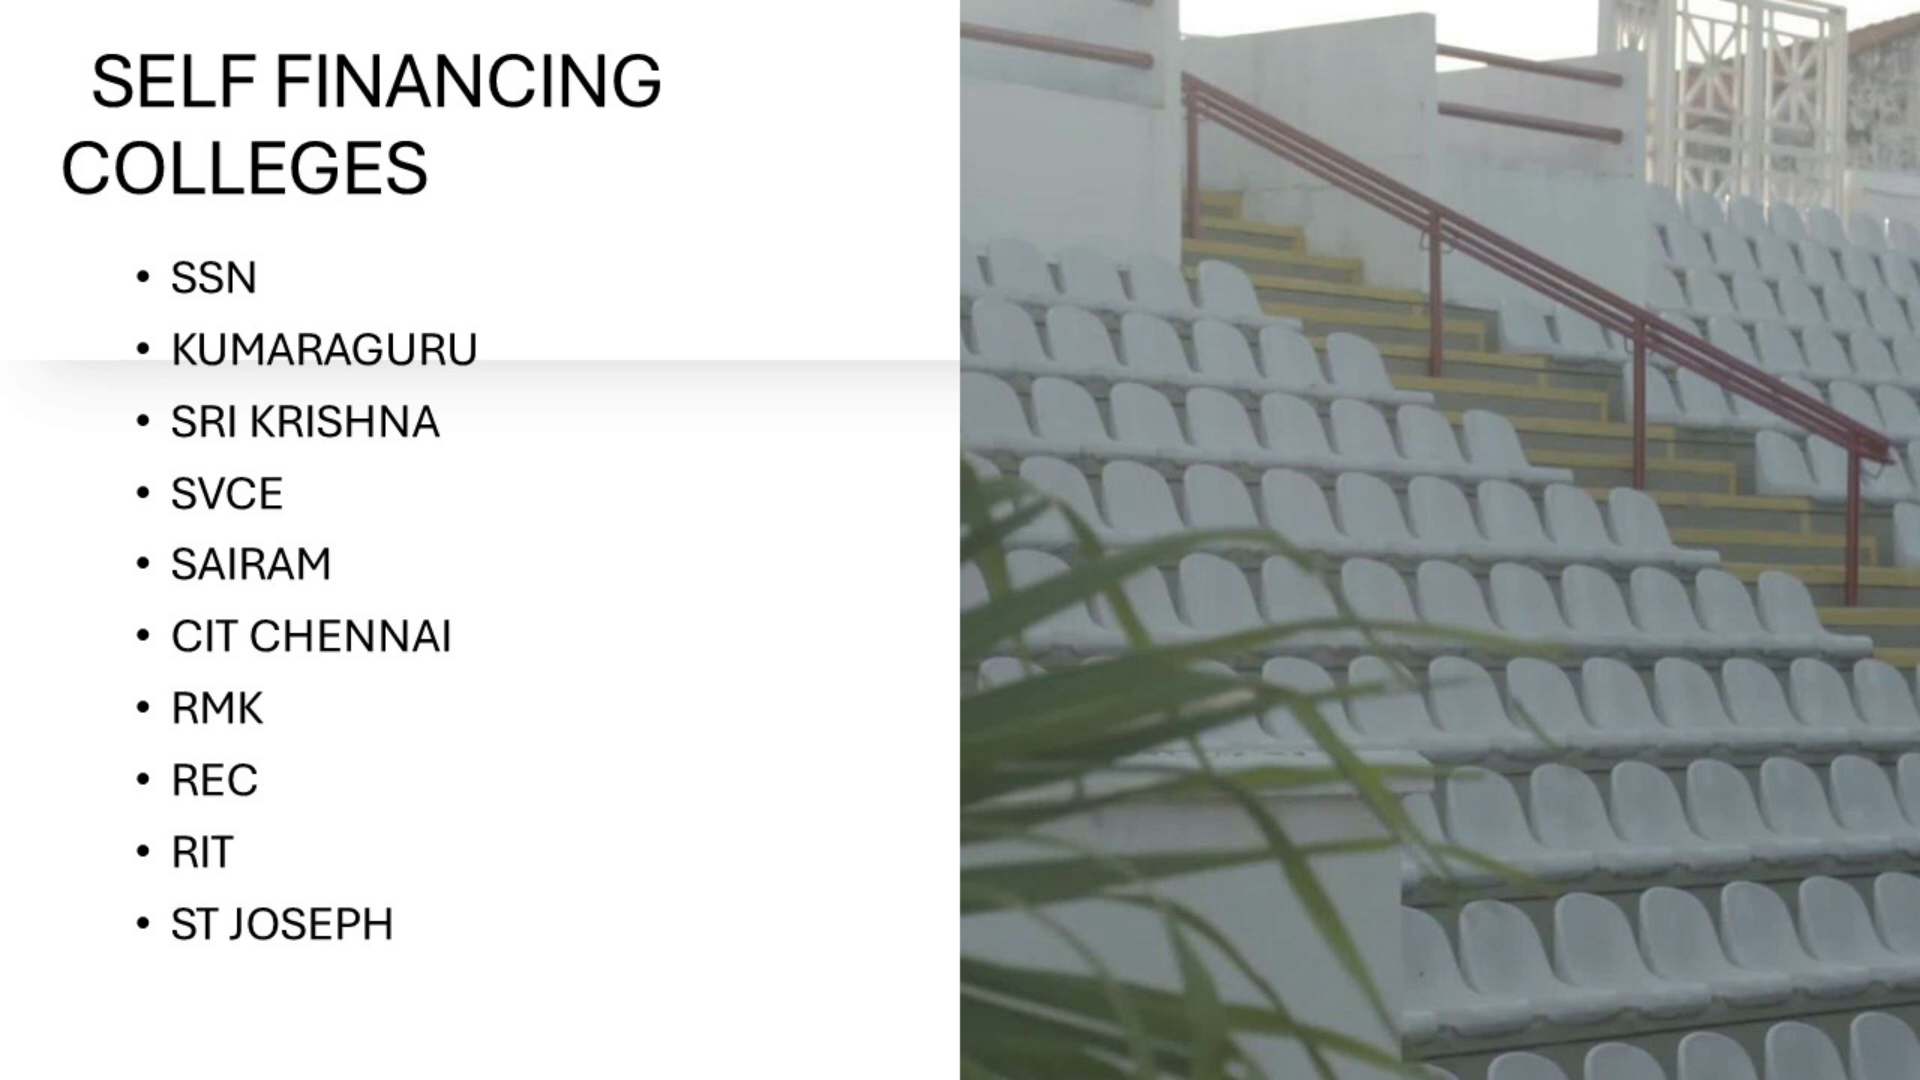 SELF FINANCING
COLLEGES
• SSN
• KUMARAGURU
• SRI KRISHNA
• SVCE
• SAIRAM
• CIT CHENNAI
• RMK
• REC
• RIT
• ST JOSEPH